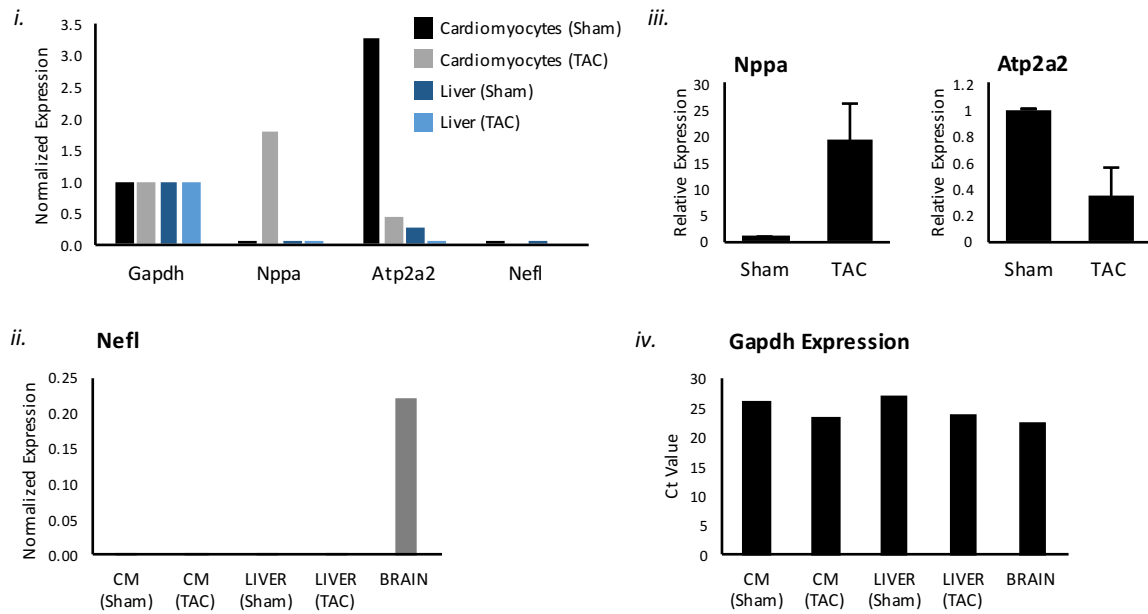 i.
Normalized Expression
3.5
3.0
2.5
2.0
1.5
1.0
0.5
0.0
Cardiomyocytes (Sham)
Cardiomyocytes (TAC)
Liver (Sham)
Liver (TAC)
Gapdh Nppa Atp2a2 Nefl
iii.
Nppa
Relative Expression
30
25
20
15
10
5
0
Sham TAC
Atp2a2
Relative Expression
1.2
1
0.8
0.6
0.4
0.2
0
Sham TAC
ii.
Nefl
Normalized Expression
0.25
0.20
0.15
0.10
0.05
0.00
CM CM LIVER LIVER BRAIN
(Sham) (TAC) (Sham) (TAC)
iv.
Gapdh Expression
Ct Value
30
25
20
15
10
5
0
CM CM LIVER LIVER BRAIN
(Sham) (TAC) (Sham) (TAC)